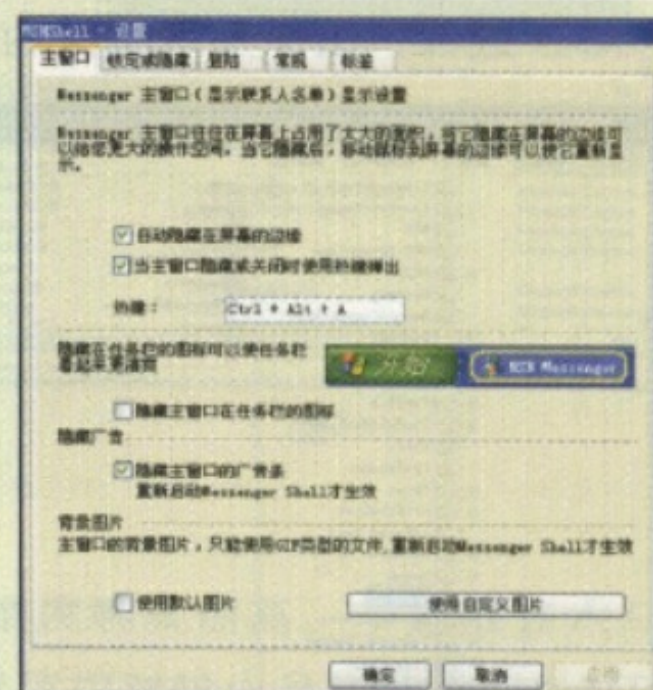 MSNShell - 设置
主窗口 锁定或隐藏 登陆 常规 标签
Messenger 主窗口(显示联系人名单)显示设置
Messenger 主窗口往往在屏幕上占用了太大的面积，将它隐藏在屏幕的边缘可
以给您更大的操作空间。当它隐藏后，移动鼠标到屏幕的边缘可以使它重新显
示。
自动隐藏在屏幕的边缘
当主窗口隐藏或关闭时使用热键弹出
热键：
Ctrl + Alt + A
隐藏在任务栏的图标可以使任务栏
看起来更清爽
开始 MSN Messenger
隐藏主窗口在任务栏的图标
隐藏广告
隐藏主窗口的广告条
重新启动Messenger Shell才生效
背景图片
主窗口的背景图片，只能使用GIF类型的文件,重新启动Messenger Shell才生效
使用默认图片 使用自定义图片
确定 取消 应用